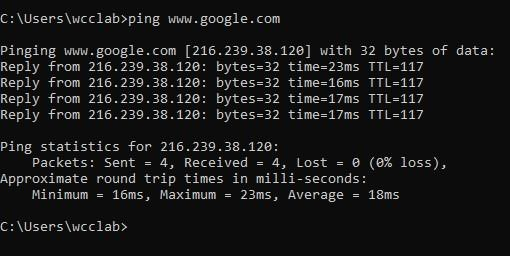 C:\Users\wcclab>ping www.google.com
Pinging www.google.com [216.239.38.120] with 32 bytes of data:
Reply from 216.239.38.120: bytes=32 time=23ms TTL=117
Reply from 216.239.38.120: bytes=32 time=16ms TTL=117
Reply from 216.239.38.120: bytes=32 time=17ms TTL=117
Reply from 216.239.38.120: bytes=32 time=17ms TTL=117
Ping statistics for 216.239.38.120:
    Packets: Sent = 4, Received = 4, Lost = 0 (0% loss),
Approximate round trip times in milli-seconds:
    Minimum = 16ms, Maximum = 23ms, Average = 18ms
C:\Users\wcclab>